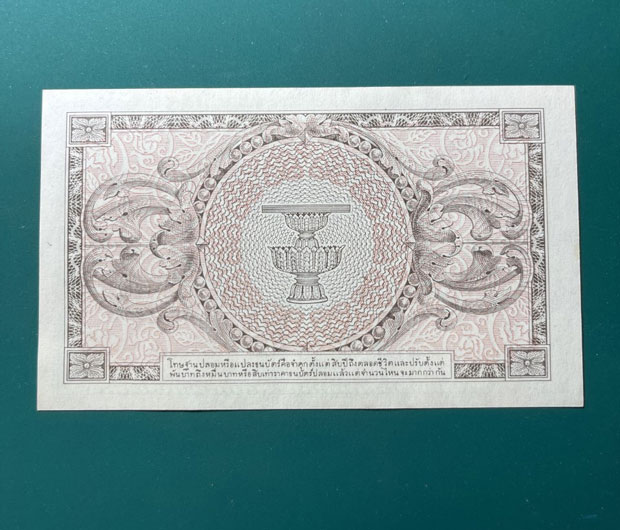 โทษฐานปลอมหรือแปลงธนบัตร์คือจำคุกตั้งแต่สิบปีถึงตลอดชีวิตและปรับตั้งแต่
พันบาทถึงหมื่นบาทหรือสิบเท่าราคาธนบัตร์ปลอมแล้วแต่จำนวนไหนจะมากกว่ากัน